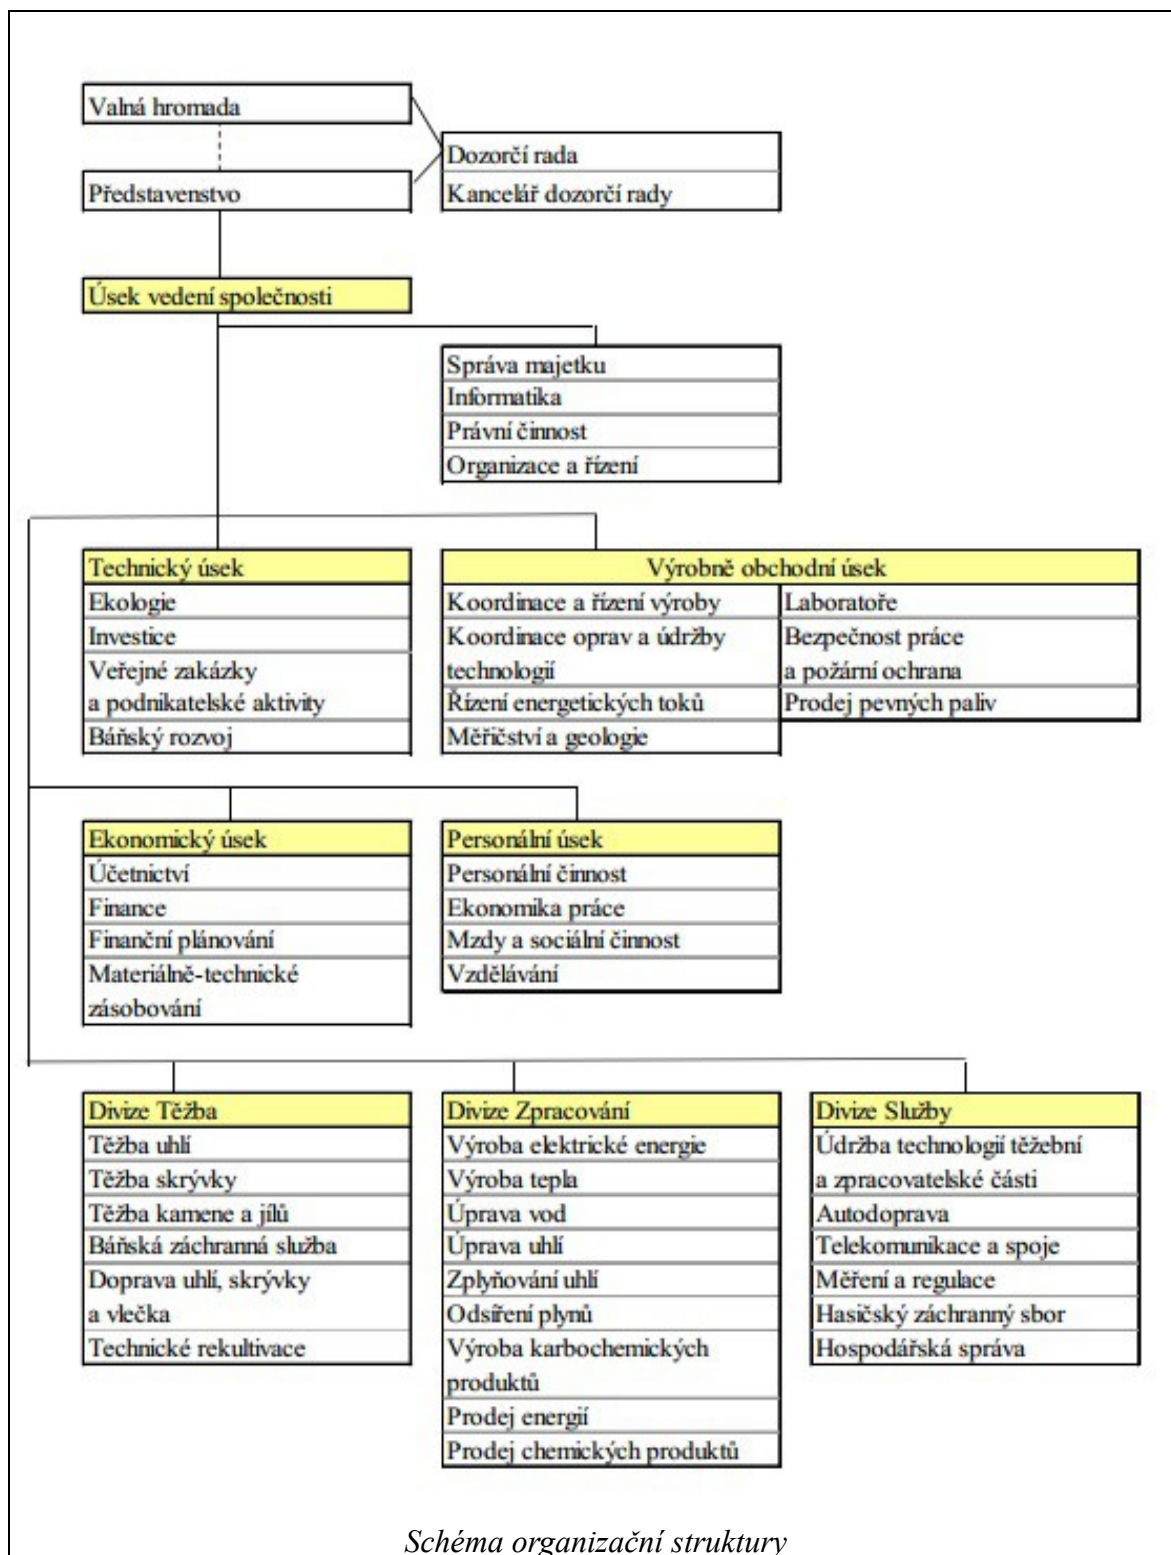 Valná hromada
Dozorčí rada
Kancelář dozorčí rady
Představenstvo
Úsek vedení společnosti
Správa majetku
Informatika
Právní činnost
Organizace a řízení
Technický úsek
Ekologie
Investice
Veřejné zakázky
a podnikatelské aktivity
Báňský rozvoj
Výrobně obchodní úsek
Koordinace a řízení výroby
Koordinace oprav a údržby
technologií
Řízení energetických toků
Měřičství a geologie
Laboratoře
Bezpečnost práce
a požární ochrana
Prodej pevných paliv
Ekonomický úsek
Účetnictví
Finance
Finanční plánování
Materiálně-technické
zásobování
Personální úsek
Personální činnost
Ekonomika práce
Mzdy a sociální činnost
Vzdělávání
Divize Těžba
Těžba uhlí
Těžba skrývky
Těžba kamene a jílů
Báňská záchranná služba
Doprava uhlí, skrývky
a vlečka
Technické rekultivace
Divize Zpracování
Výroba elektrické energie
Výroba tepla
Úprava vod
Úprava uhlí
Zplyňování uhlí
Odsíření plynů
Výroba karbochemických
produktů
Prodej energií
Prodej chemických produktů
Divize Služby
Údržba technologií těžební
a zpracovatelské části
Autodoprava
Telekomunikace a spoje
Měření a regulace
Hasičský záchranný sbor
Hospodářská správa
Schéma organizační struktury